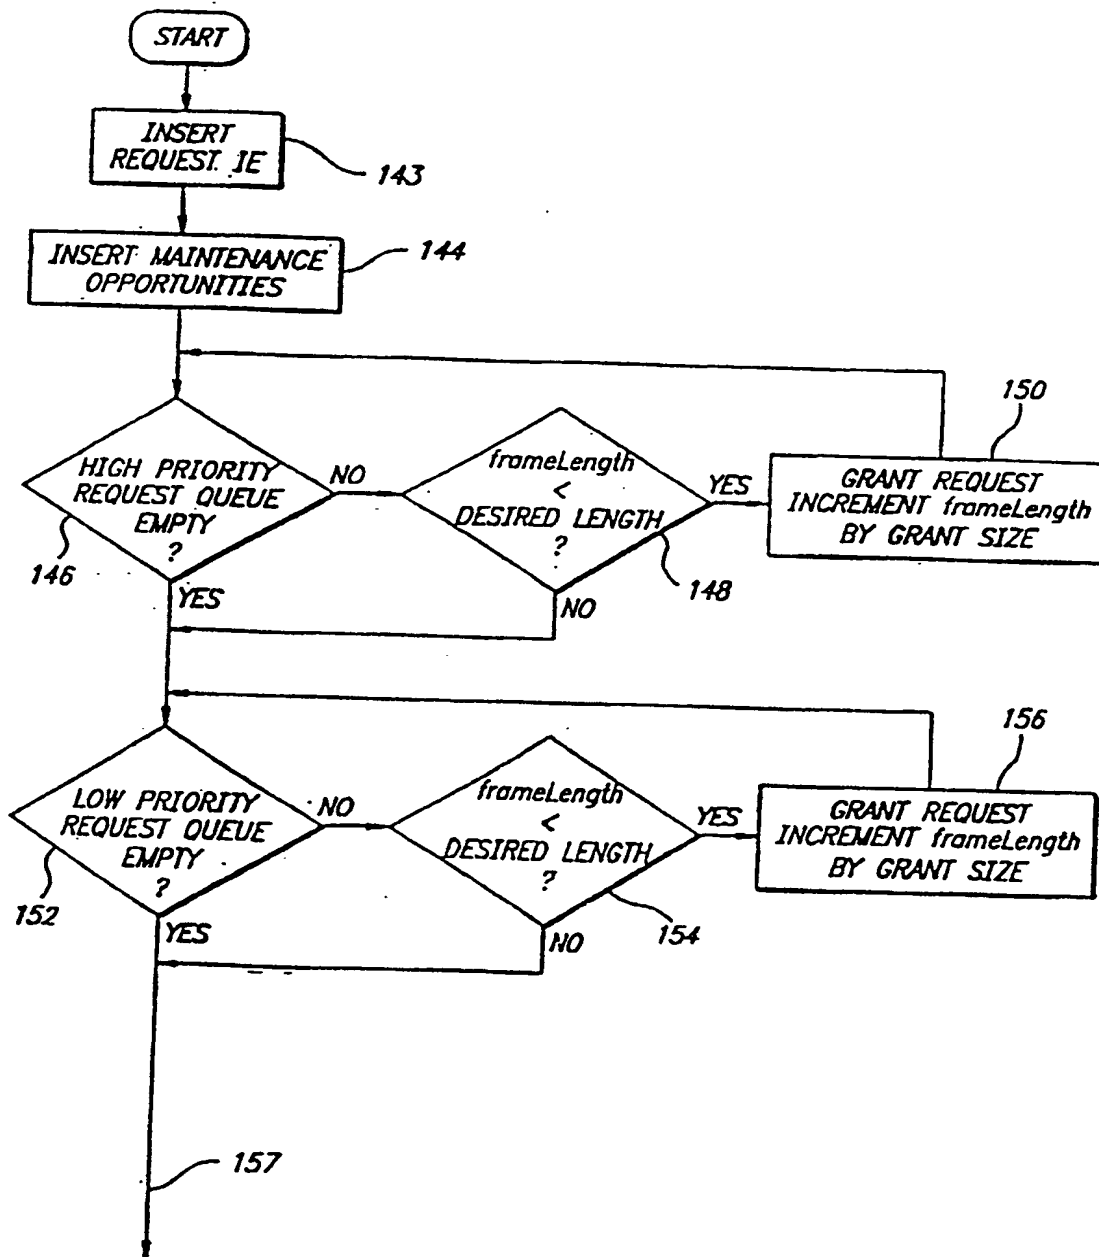 START
INSERT
REQUEST IE
143
INSERT MAINTENANCE
OPPORTUNITIES
144
150
HIGH PRIORITY
REQUEST QUEUE
EMPTY
?
146
NO
YES
frameLength
<
DESIRED LENGTH
?
148
YES
NO
GRANT REQUEST
INCREMENT frameLength
BY GRANT SIZE
156
LOW PRIORITY
REQUEST QUEUE
EMPTY
?
152
NO
YES
frameLength
<
DESIRED LENGTH
?
154
YES
NO
GRANT REQUEST
INCREMENT frameLength
BY GRANT SIZE
157